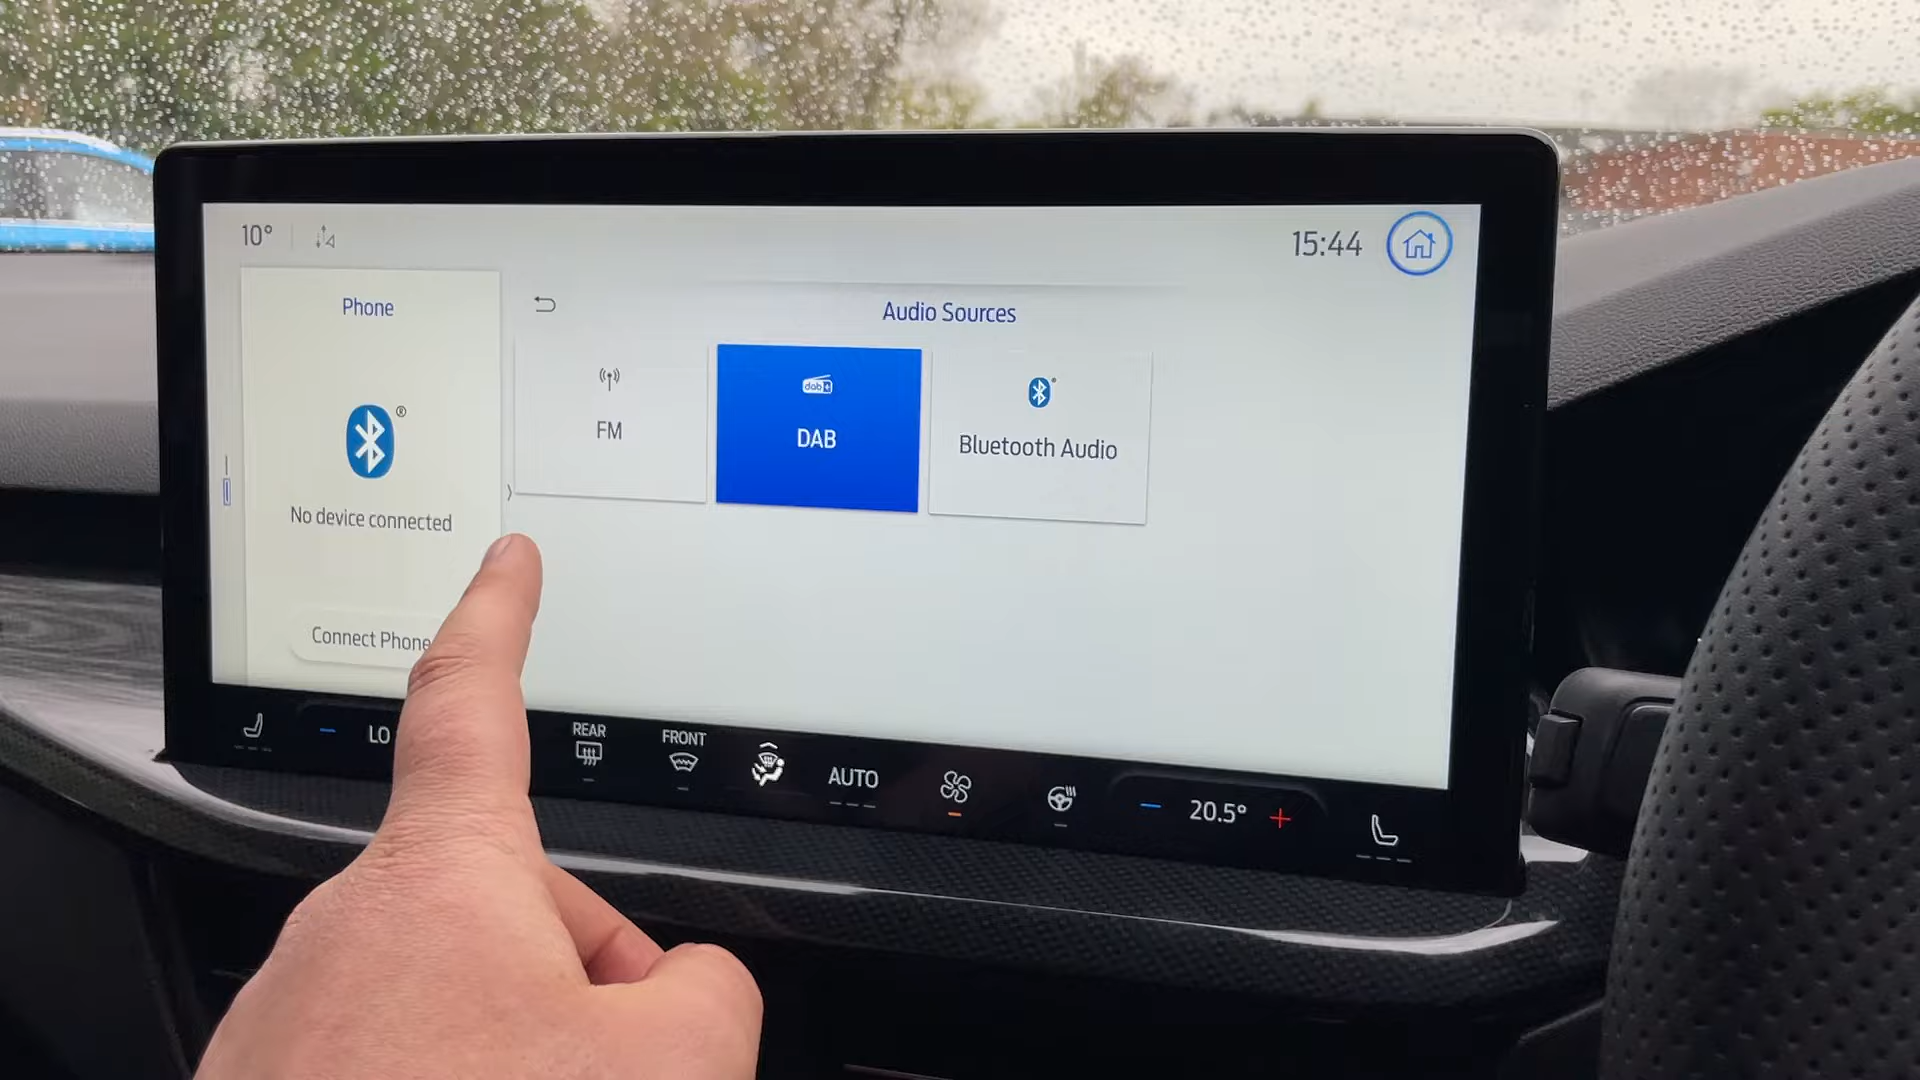 10°
15:44
Phone
®
No device connected
Connect Phone
Audio Sources
FM
dab+
DAB
Bluetooth Audio
LO
REAR
FRONT
AUTO
20.5°